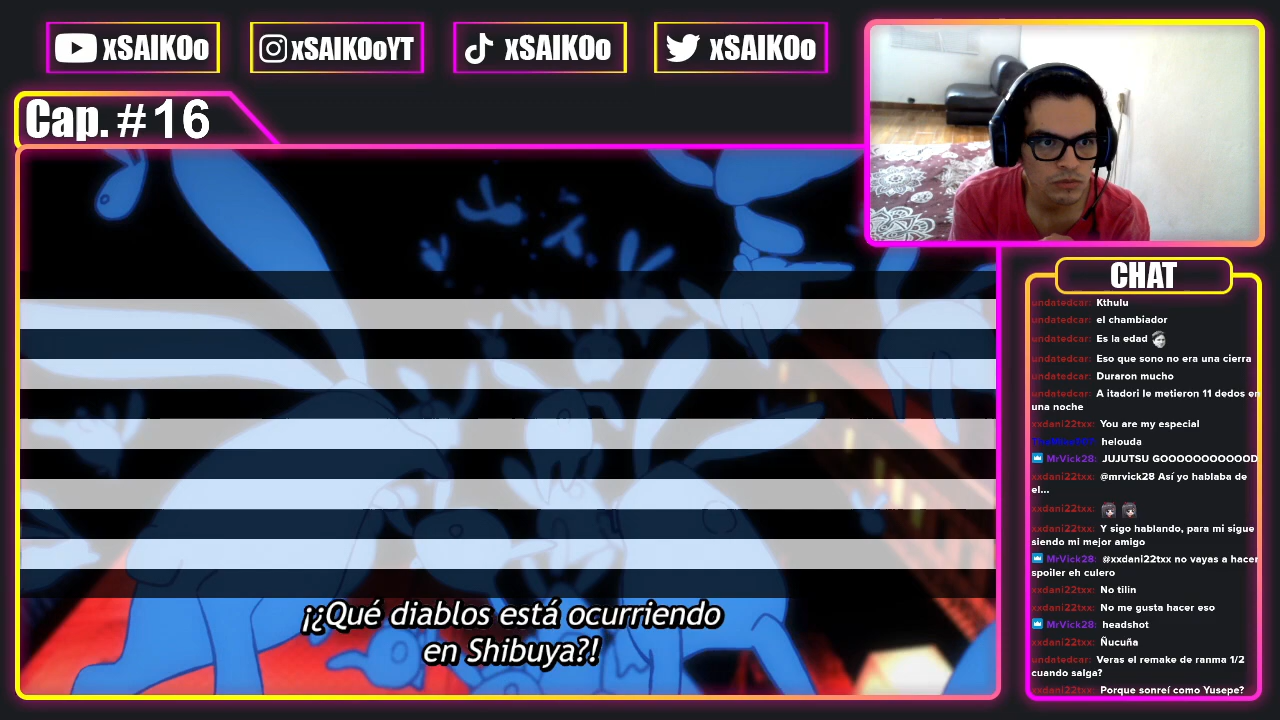 xSAIKOo
xSAIKOoYT
xSAIKOo
xSAIKOo
Cap. #16
¡¿Qué diablos está ocurriendo
en Shibuya?!
CHAT
undatedcar: Kthulu
undatedcar: el chambiador
undatedcar: Es la edad
undatedcar: Eso que sono no era una cierra
undatedcar: Duraron mucho
undatedcar: A itadori le metieron 11 dedos en
una noche
xxdani22txx: You are my especial
helouda
MrVick28: JUJUTSU GOOOOOOOOOOOD
xxdani22txx: @mrvick28 Así yo hablaba de
el...
xxdani22txx:
xxdani22txx: Y sigo hablando, para mi sigue
siendo mi mejor amigo
MrVick28: @xxdani22txx no vayas a hacer
spoiler eh culero
xxdani22txx: No tilin
xxdani22txx: No me gusta hacer eso
MrVick28: headshot
xxdani22txx: Ñucuña
undatedcar: Veras el remake de ranma 1/2
cuando salga?
xxdani22txx: Porque sonreí como Yusepe?